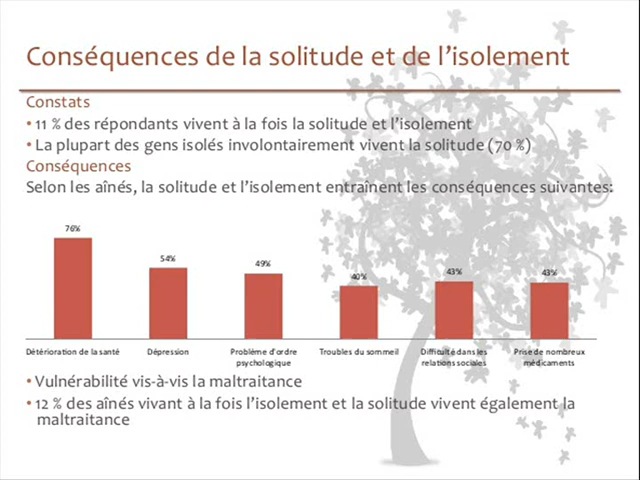 Conséquences de la solitude et de l’isolement
Constats
• 11 % des répondants vivent à la fois la solitude et l’isolement
• La plupart des gens isolés involontairement vivent la solitude (70 %)
Conséquences
Selon les aînés, la solitude et l’isolement entraînent les conséquences suivantes:
76%
54%
49%
40%
43%
43%
Détérioration de la santé
Dépression
Problème d'ordre
psychologique
Troubles du sommeil
Difficulté dans les
relations sociales
Prise de nombreux
médicaments
• Vulnérabilité vis-à-vis la maltraitance
• 12 % des aînés vivant à la fois l’isolement et la solitude vivent également la
maltraitance